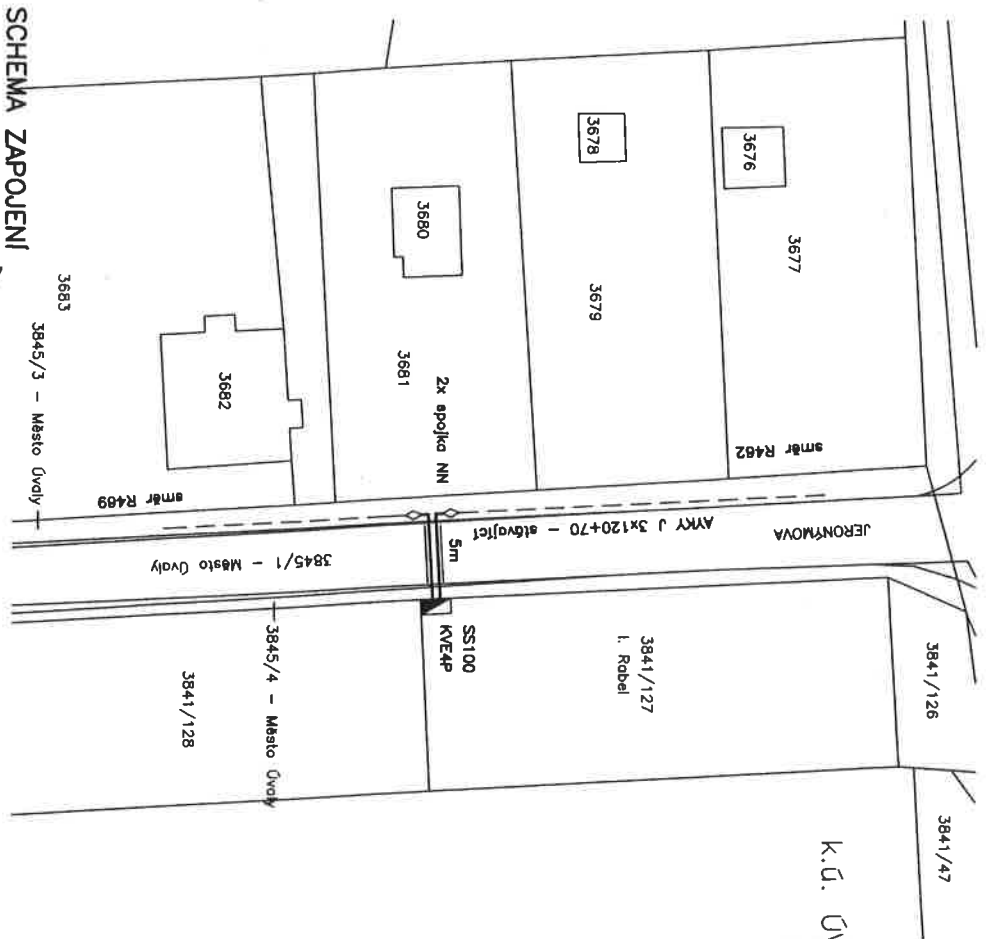 SCHEMA ZAPOJENÍ
3676
3677
3678
3679
3680
3681
3682
3683
2x spojka NN
3845/3 - Město Úvaly
směr R469
směr R462
AYKY J 3x120+70 - stávající
JERONÝMOVA
5m
3845/1 - Město Úvaly
3845/4 - Město Úvaly
SS100
KVE4P
3841/127
I. Rabel
3841/128
3841/126
3841/47
k.ú.